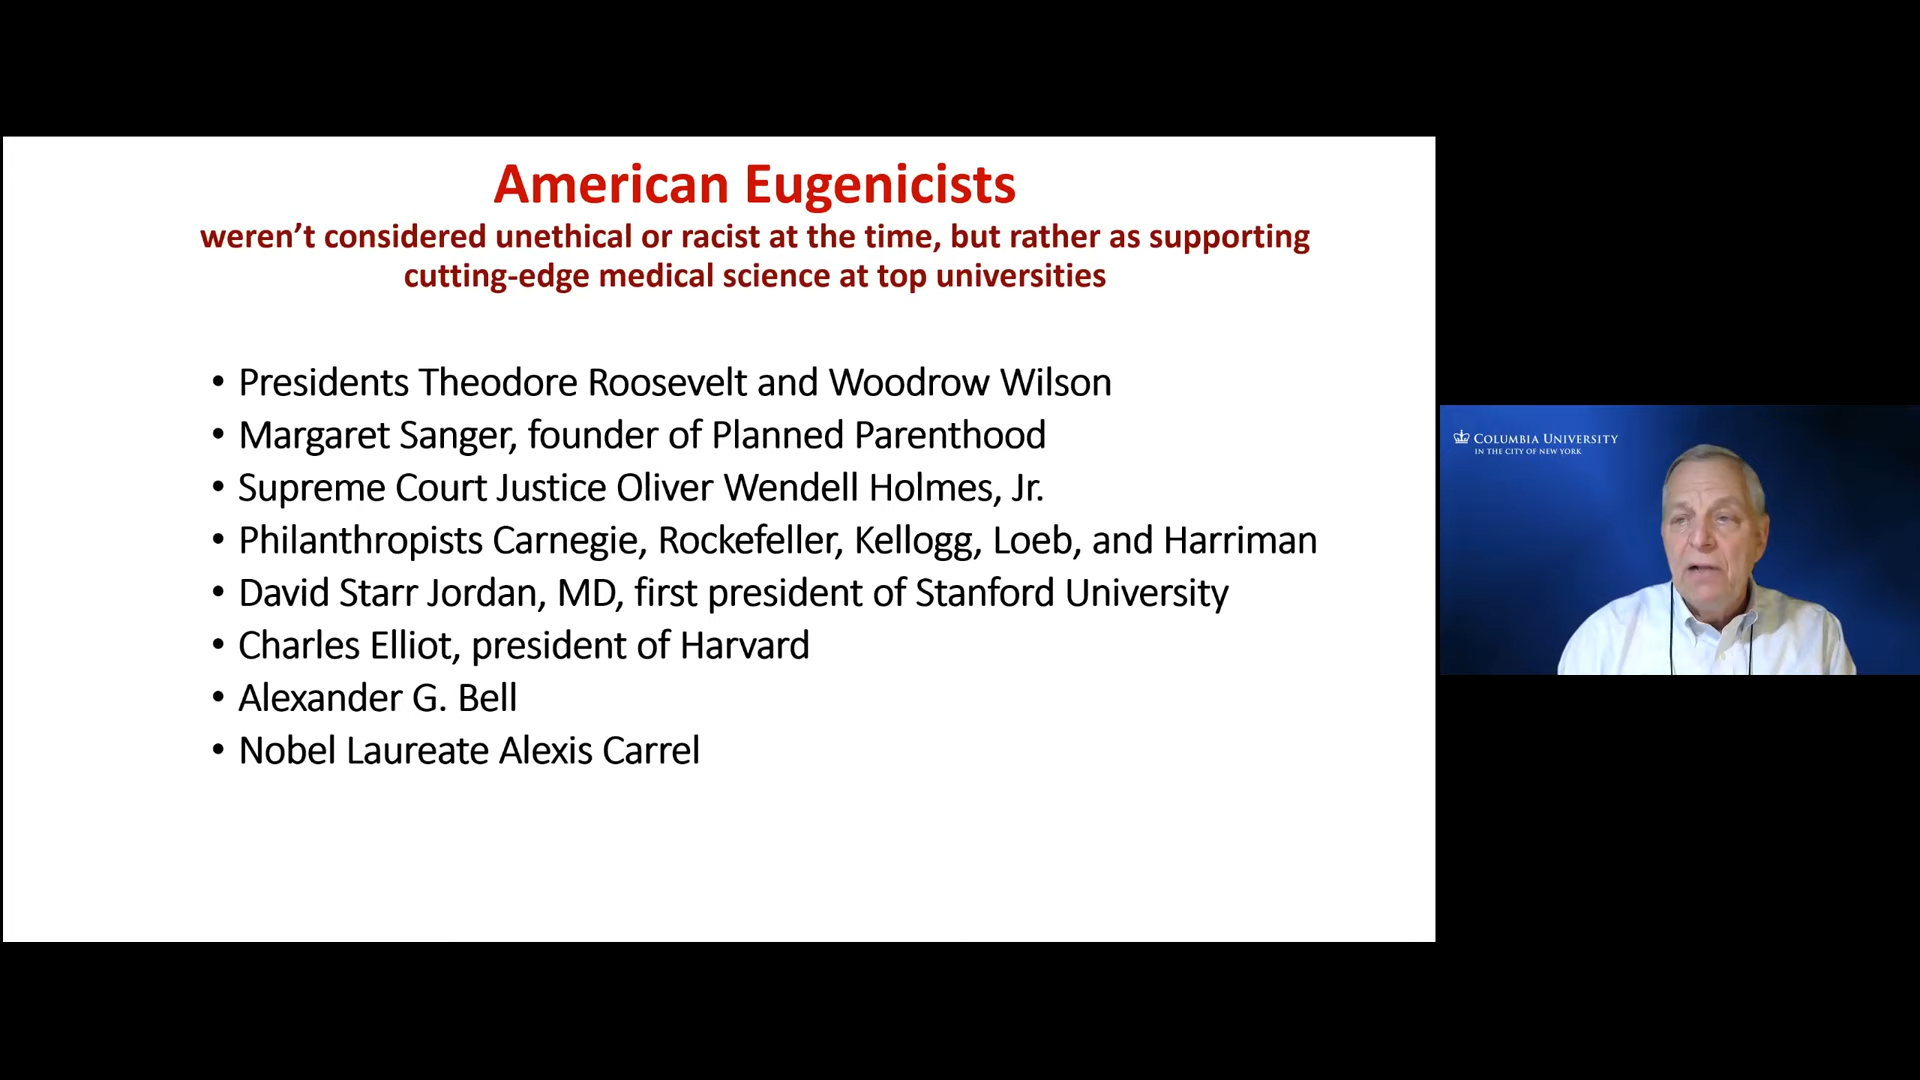 American Eugenicists
weren’t considered unethical or racist at the time, but rather as supporting
cutting-edge medical science at top universities
• Presidents Theodore Roosevelt and Woodrow Wilson
• Margaret Sanger, founder of Planned Parenthood
• Supreme Court Justice Oliver Wendell Holmes, Jr.
• Philanthropists Carnegie, Rockefeller, Kellogg, Loeb, and Harriman
• David Starr Jordan, MD, first president of Stanford University
• Charles Elliot, president of Harvard
• Alexander G. Bell
• Nobel Laureate Alexis Carrel
COLUMBIA UNIVERSITY
IN THE CITY OF NEW YORK